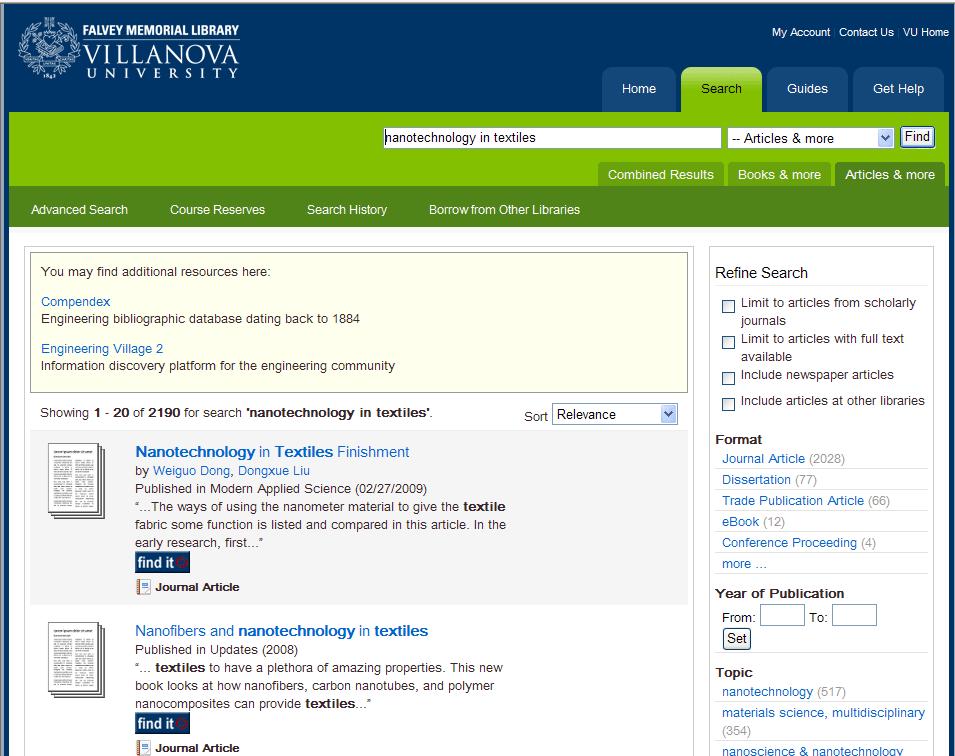 FALVEY MEMORIAL LIBRARY
VILLANOVA
UNIVERSITY
1842
My Account | Contact Us | VU Home
Home
Search
Guides
Get Help
nanotechnology in textiles
-- Articles & more
Find
Combined Results
Books & more
Articles & more
Advanced Search
Course Reserves
Search History
Borrow from Other Libraries
You may find additional resources here:
Compendex
Engineering bibliographic database dating back to 1884
Engineering Village 2
Information discovery platform for the engineering community
Showing 1 - 20 of 2190 for search 'nanotechnology in textiles'.
Sort Relevance
Nanotechnology in Textiles Finishment
by Weiguo Dong, Dongxue Liu
Published in Modern Applied Science (02/27/2009)
“...The ways of using the nanometer material to give the textile
fabric some function is listed and compared in this article. In the
early research, first...”
find it
Journal Article
Nanofibers and nanotechnology in textiles
Published in Updates (2008)
“... textiles to have a plethora of amazing properties. This new
book looks at how nanofibers, carbon nanotubes, and polymer
nanocomposites can provide textiles...”
find it
Journal Article
Refine Search
Limit to articles from scholarly
journals
Limit to articles with full text
available
Include newspaper articles
Include articles at other libraries
Format
Journal Article (2028)
Dissertation (77)
Trade Publication Article (66)
eBook (12)
Conference Proceeding (4)
more ...
Year of Publication
From:
To:
Set
Topic
nanotechnology (517)
materials science, multidisciplinary
(354)
nanoscience & nanotechnology